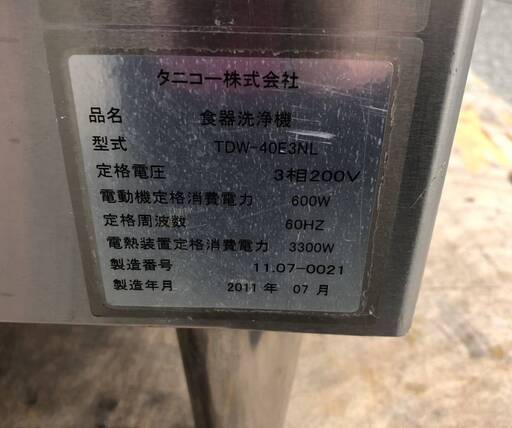 タニコー株式会社
品名 食器洗浄機
型式 TDW-40E3NL
定格電圧 3相200V
電動機定格消費電力 600W
定格周波数 60HZ
電熱装置定格消費電力 3300W
製造番号 11.07-0021
製造年月 2011 年 07 月